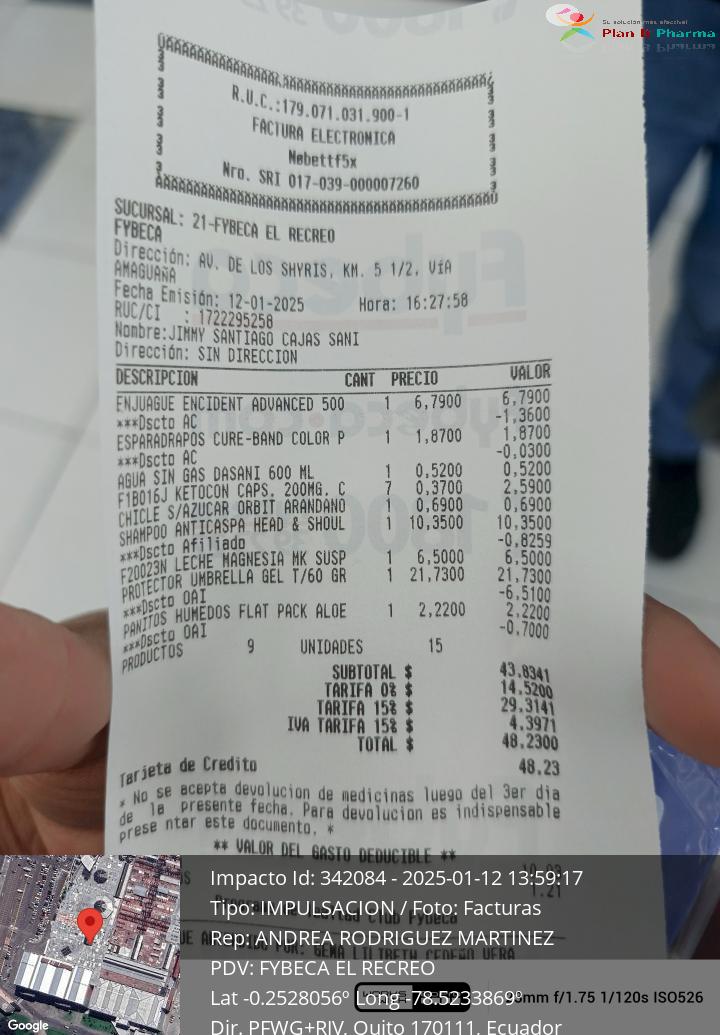 Su solución más efectiva!
Plan B Pharma
R.U.C.:179.071.031.900-1
FACTURA ELECTRONICA
Nøbettf5x
Nro. SRI 017-039-000007260
SUCURSAL: 21-FYBECA EL RECREO
FYBECA
Dirección: AV. DE LOS SHYRIS, KM. 5 1/2, VíA
AMAGUAñA
Fecha Emisión: 12-01-2025 Hora: 16:27:58
RUC/CI : 1722295258
Nombre:JIMMY SANTIAGO CAJAS SANI
Dirección: SIN DIRECCION
DESCRIPCION CANT PRECIO VALOR
ENJUAGUE ENCIDENT ADVANCED 500 1 6,7900 6,7900
***Dscto AC -1,3600
ESPARADRAPOS CURE-BAND COLOR P 1 1,8700 1,8700
***Dscto AC -0,0300
AGUA SIN GAS DASANI 600 ML 1 0,5200 0,5200
F1B016J KETOCON CAPS. 200MG. C 7 0,3700 2,5900
CHICLE S/AZUCAR ORBIT ARANDANO 1 0,6900 0,6900
SHAMPOO ANTICASPA HEAD & SHOUL 1 10,3500 10,3500
***Dscto Afiliado -0,8259
F20023N LECHE MAGNESIA MK SUSP 1 6,5000 6,5000
PROTECTOR UMBRELLA GEL T/60 GR 1 21,7300 21,7300
***Dscto OAI -6,5100
PANITOS HUMEDOS FLAT PACK ALOE 1 2,2200 2,2200
***Dscto OAI -0,7000
PRODUCTOS 9 UNIDADES 15
SUBTOTAL $ 43,8341
TARIFA 0% $ 14,5200
TARIFA 15% $ 29,3141
IVA TARIFA 15% $ 4,3971
TOTAL $ 48,2300
Tarjeta de Credito 48.23
* No se acepta devolucion de medicinas luego del 3er dia
de la presente fecha. Para devolucion es indispensable
prese ntar este documento. *
** VALOR DEL GASTO DEDUCIBLE **
1.21
Impacto Id: 342084 - 2025-01-12 13:59:17
Tipo: IMPULSACION / Foto: Facturas
Rep: ANDREA RODRIGUEZ MARTINEZ
PDV: FYBECA EL RECREO
Lat -0.2528056º Long -78.5233869º
mm f/1.75 1/120s ISO526
Dir. PFWG+RJV, Quito 170111, Ecuador
Google